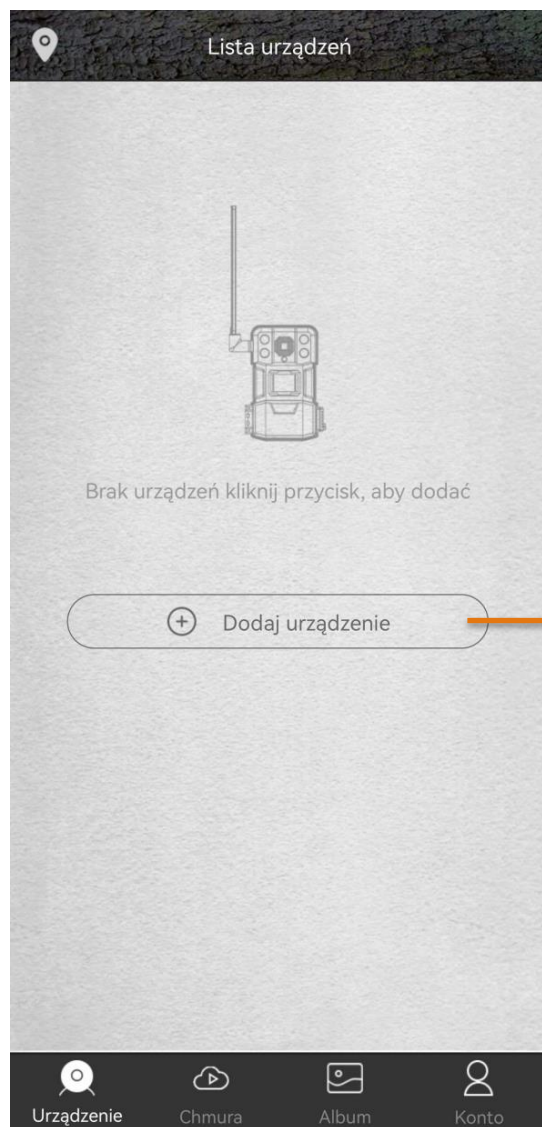 Lista urządzeń
Brak urządzeń kliknij przycisk, aby dodać
Dodaj urządzenie
Urządzenie
Chmura
Album
Konto